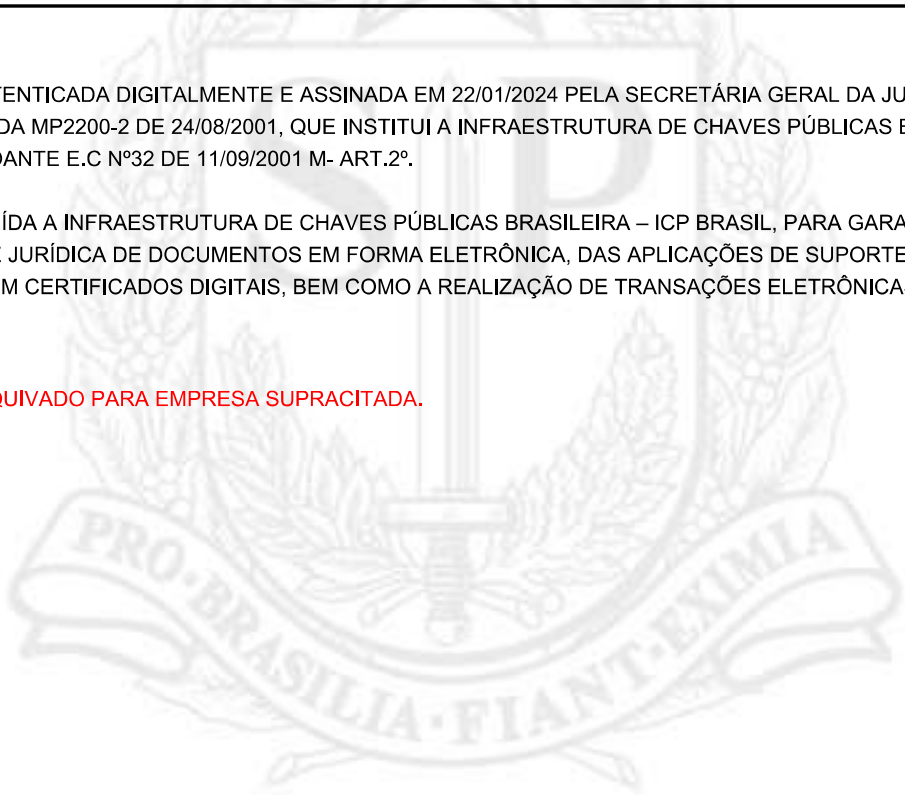 TENTICADA DIGITALMENTE E ASSINADA EM 22/01/2024 PELA SECRETÁRIA GERAL DA JU
DA MP2200-2 DE 24/08/2001, QUE INSTITUI A INFRAESTRUTURA DE CHAVES PÚBLICAS
DANTE E.C Nº32 DE 11/09/2001 M- ART.2º.
ÍDA A INFRAESTRUTURA DE CHAVES PÚBLICAS BRASILEIRA – ICP BRASIL, PARA GARA
JURÍDICA DE DOCUMENTOS EM FORMA ELETRÔNICA, DAS APLICAÇÕES DE SUPORTE
M CERTIFICADOS DIGITAIS, BEM COMO A REALIZAÇÃO DE TRANSAÇÕES ELETRÔNICA
QUIVADO PARA EMPRESA SUPRACITADA.
SP
PRO·BRASILIA·FIANT·EXIMIA